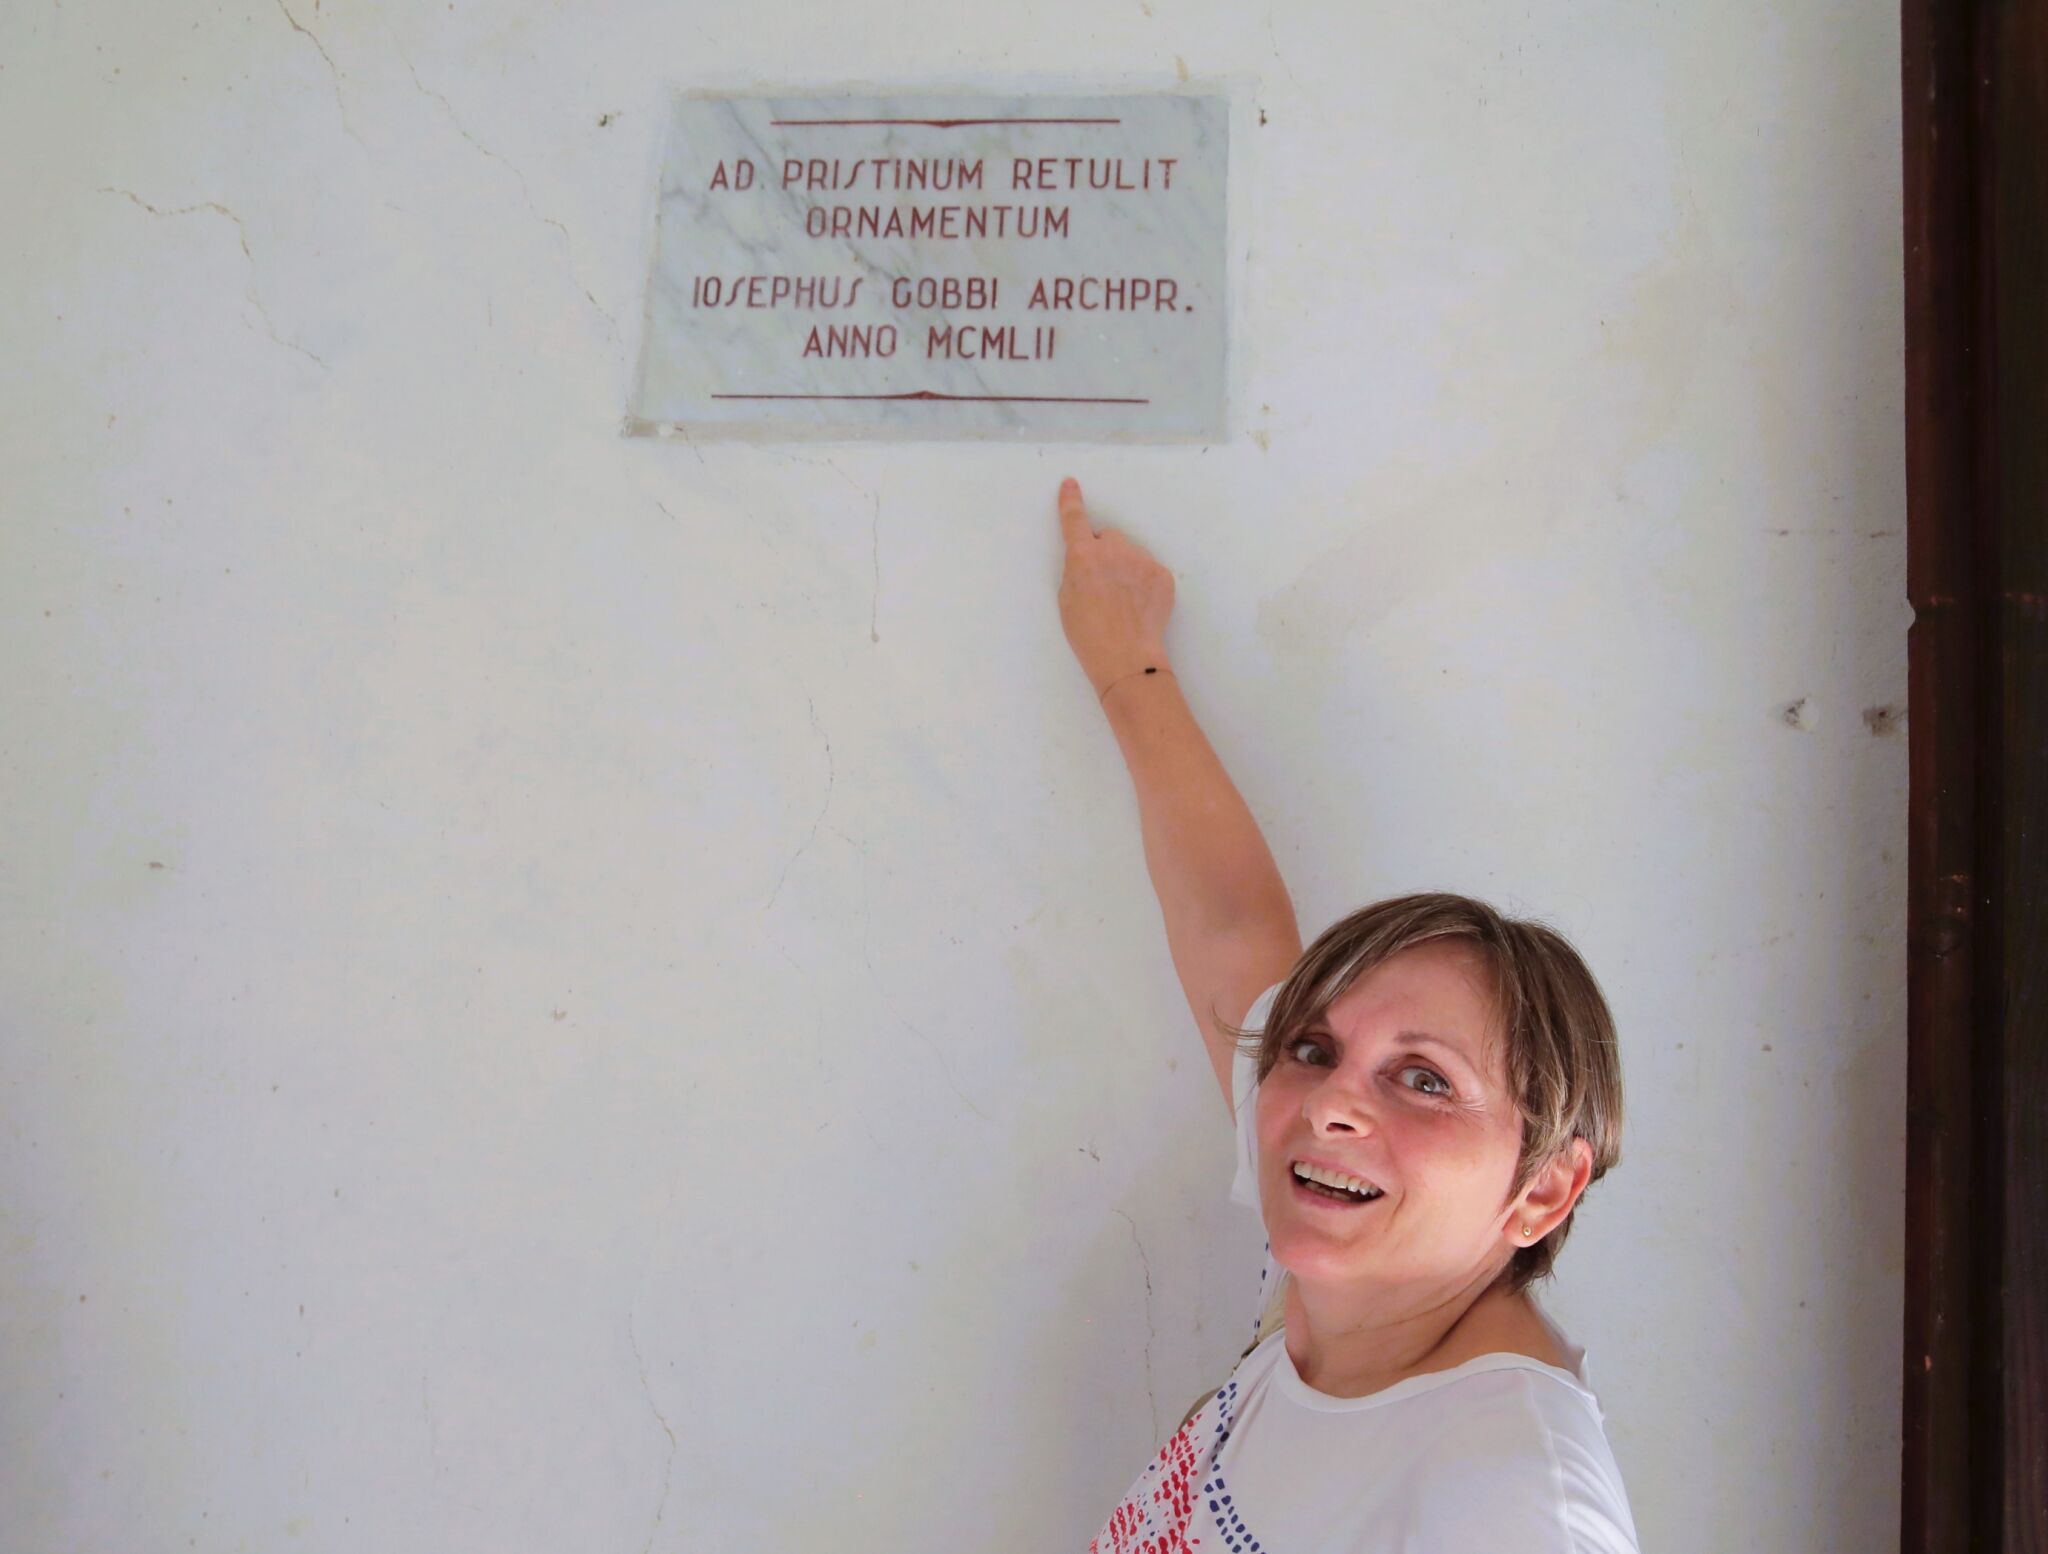 AD PRISTINUM RETULIT
ORNAMENTUM
IOSEPHUS GOBBI ARCHPR.
ANNO MCMLII